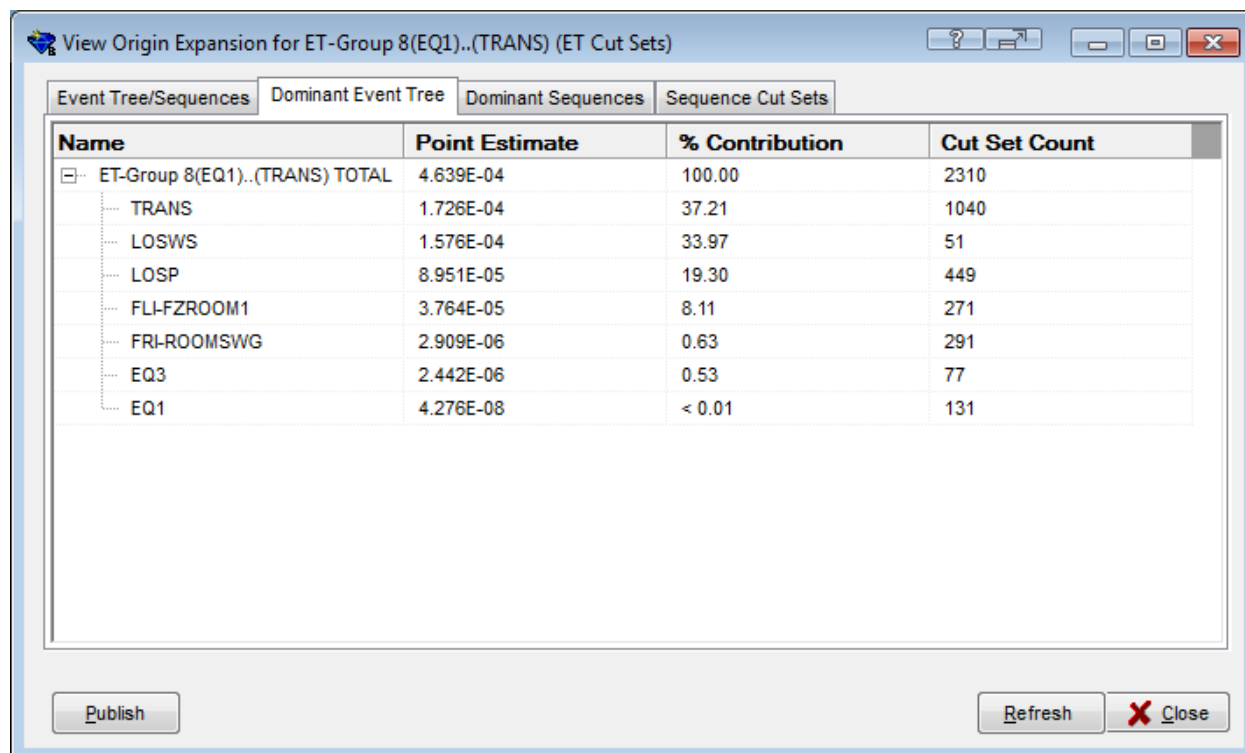 View Origin Expansion for ET-Group 8(EQ1)..(TRANS) (ET Cut Sets)
Event Tree/Sequences Dominant Event Tree Dominant Sequences Sequence Cut Sets
Name Point Estimate % Contribution Cut Set Count
ET-Group 8(EQ1)..(TRANS) TOTAL 4.639E-04 100.00 2310
TRANS 1.726E-04 37.21 1040
LOSWS 1.576E-04 33.97 51
LOSP 8.951E-05 19.30 449
FLI-FZROOM1 3.764E-05 8.11 271
FRI-ROOMSWG 2.909E-06 0.63 291
EQ3 2.442E-06 0.53 77
EQ1 4.276E-08 < 0.01 131
Publish Refresh Close